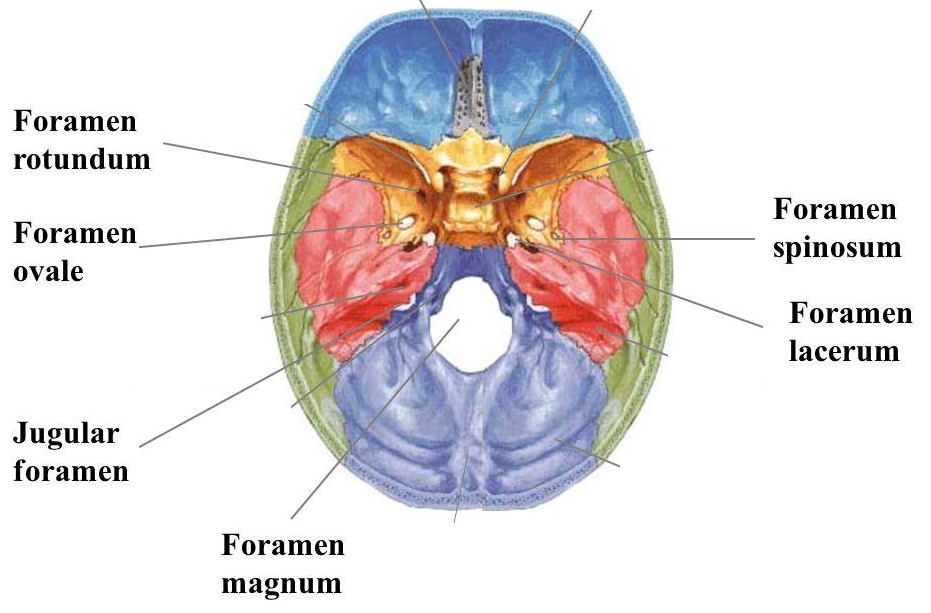 Foramen
rotundum
Foramen
ovale
Foramen
spinosum
Foramen
lacerum
Jugular
foramen
Foramen
magnum